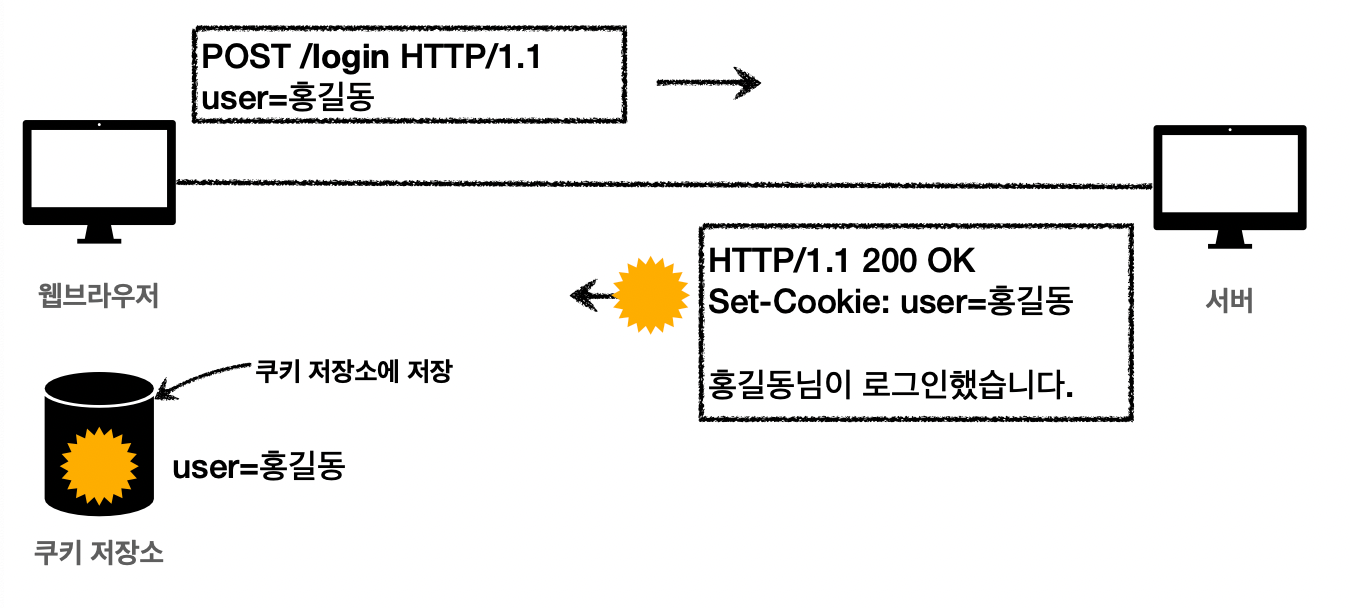 POST /login HTTP/1.1
user=홍길동
웹브라우저
HTTP/1.1 200 OK
Set-Cookie: user=홍길동
홍길동님이 로그인했습니다.
서버
쿠키 저장소에 저장
user=홍길동
쿠키 저장소